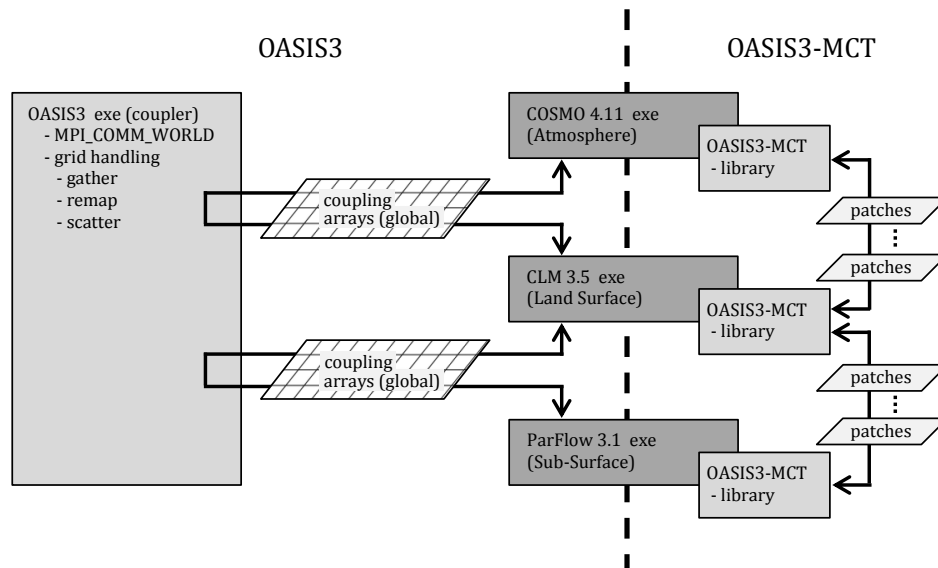 OASIS3
OASIS3-MCT
OASIS3 exe (coupler)
- MPI_COMM_WORLD
- grid handling
- gather
- remap
- scatter
coupling
arrays (global)
coupling
arrays (global)
COSMO 4.11 exe
(Atmosphere)
OASIS3-MCT
- library
patches
patches
CLM 3.5 exe
(Land Surface)
OASIS3-MCT
- library
patches
patches
ParFlow 3.1 exe
(Sub-Surface)
OASIS3-MCT
- library